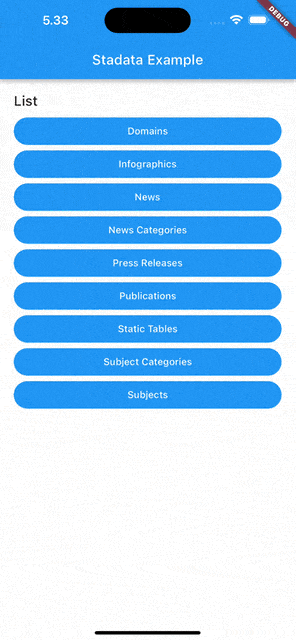 5.33
DEBUG
Stadata Example
List
Domains
Infographics
News
News Categories
Press Releases
Publications
Static Tables
Subject Categories
Subjects